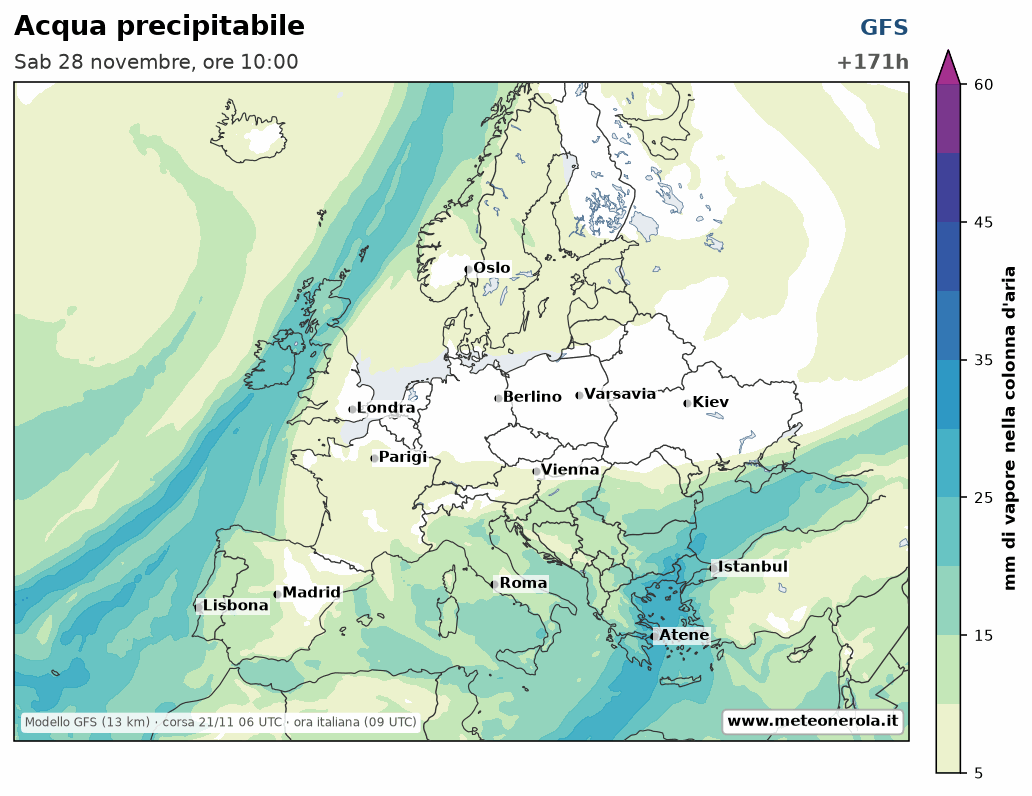 Acqua precipitabile
GFS
Sab 28 novembre, ore 10:00
+171h
60
45
35
25
15
5
mm di vapore nella colonna d'aria
Oslo
Londra
Berlino
Varsavia
Kiev
Parigi
Vienna
Istanbul
Roma
Madrid
Lisbona
Atene
Modello GFS (13 km) · corsa 21/11 06 UTC · ora italiana (09 UTC)
www.meteonerola.it